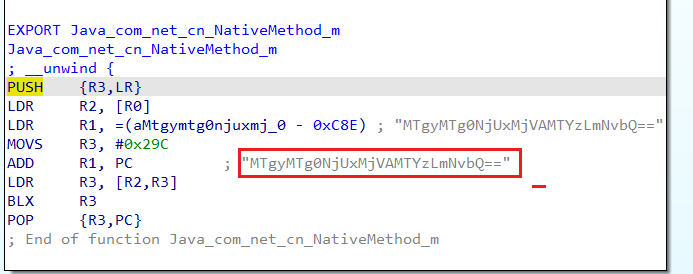 EXPORT Java_com_net_cn_NativeMethod_m
Java_com_net_cn_NativeMethod_m
; __unwind {
PUSH {R3,LR}
LDR R2, [R0]
LDR R1, =(aMtgymtg0njuxmj_0 - 0xC8E) ; "MTgyMTg0NjUxMjVAMTYzLmNvbQ=="
MOVS R3, #0x29C
ADD R1, PC ; "MTgyMTg0NjUxMjVAMTYzLmNvbQ=="
LDR R3, [R2,R3]
BLX R3
POP {R3,PC}
; End of function Java_com_net_cn_NativeMethod_m